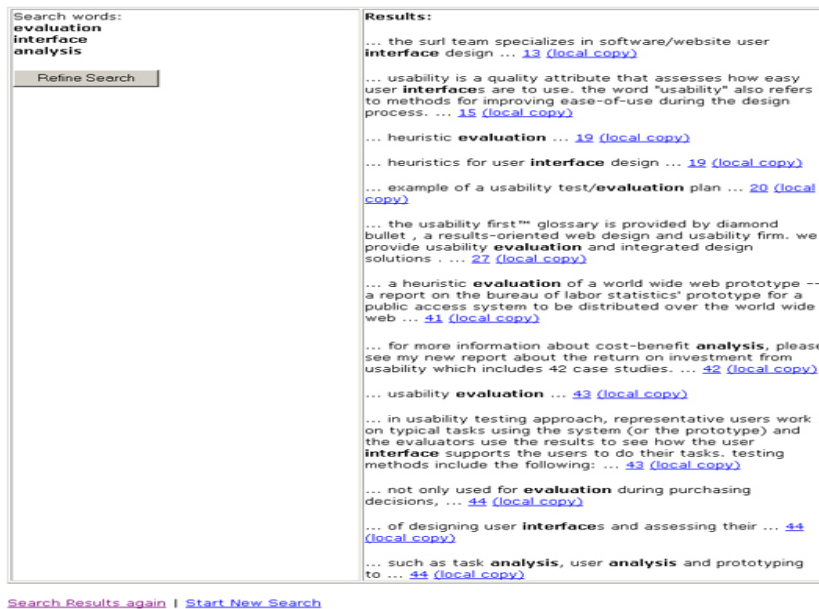 Search words:
evaluation
interface
analysis
Refine Search
Results:
... the surl team specializes in software/website user
interface design ... 13 (local copy)
... usability is a quality attribute that assesses how easy
user interfaces are to use. the word "usability" also refers
to methods for improving ease-of-use during the design
process. ... 15 (local copy)
... heuristic evaluation ... 19 (local copy)
... heuristics for user interface design ... 19 (local copy)
... example of a usability test/evaluation plan ... 20 (local
copy)
... the usability first™ glossary is provided by diamond
bullet , a results-oriented web design and usability firm. we
provide usability evaluation and integrated design
solutions . ... 27 (local copy)
... a heuristic evaluation of a world wide web prototype --
a report on the bureau of labor statistics' prototype for a
public access system to be distributed over the world wide
web ... 41 (local copy)
... for more information about cost-benefit analysis, please
see my new report about the return on investment from
usability which includes 42 case studies. ... 42 (local copy)
... usability evaluation ... 43 (local copy)
... in usability testing approach, representative users work
on typical tasks using the system (or the prototype) and
the evaluators use the results to see how the user
interface supports the users to do their tasks. testing
methods include the following: ... 43 (local copy)
... not only used for evaluation during purchasing
decisions, ... 44 (local copy)
... of designing user interfaces and assessing their ... 44
(local copy)
... such as task analysis, user analysis and prototyping
to ... 44 (local copy)
Search Results again | Start New Search